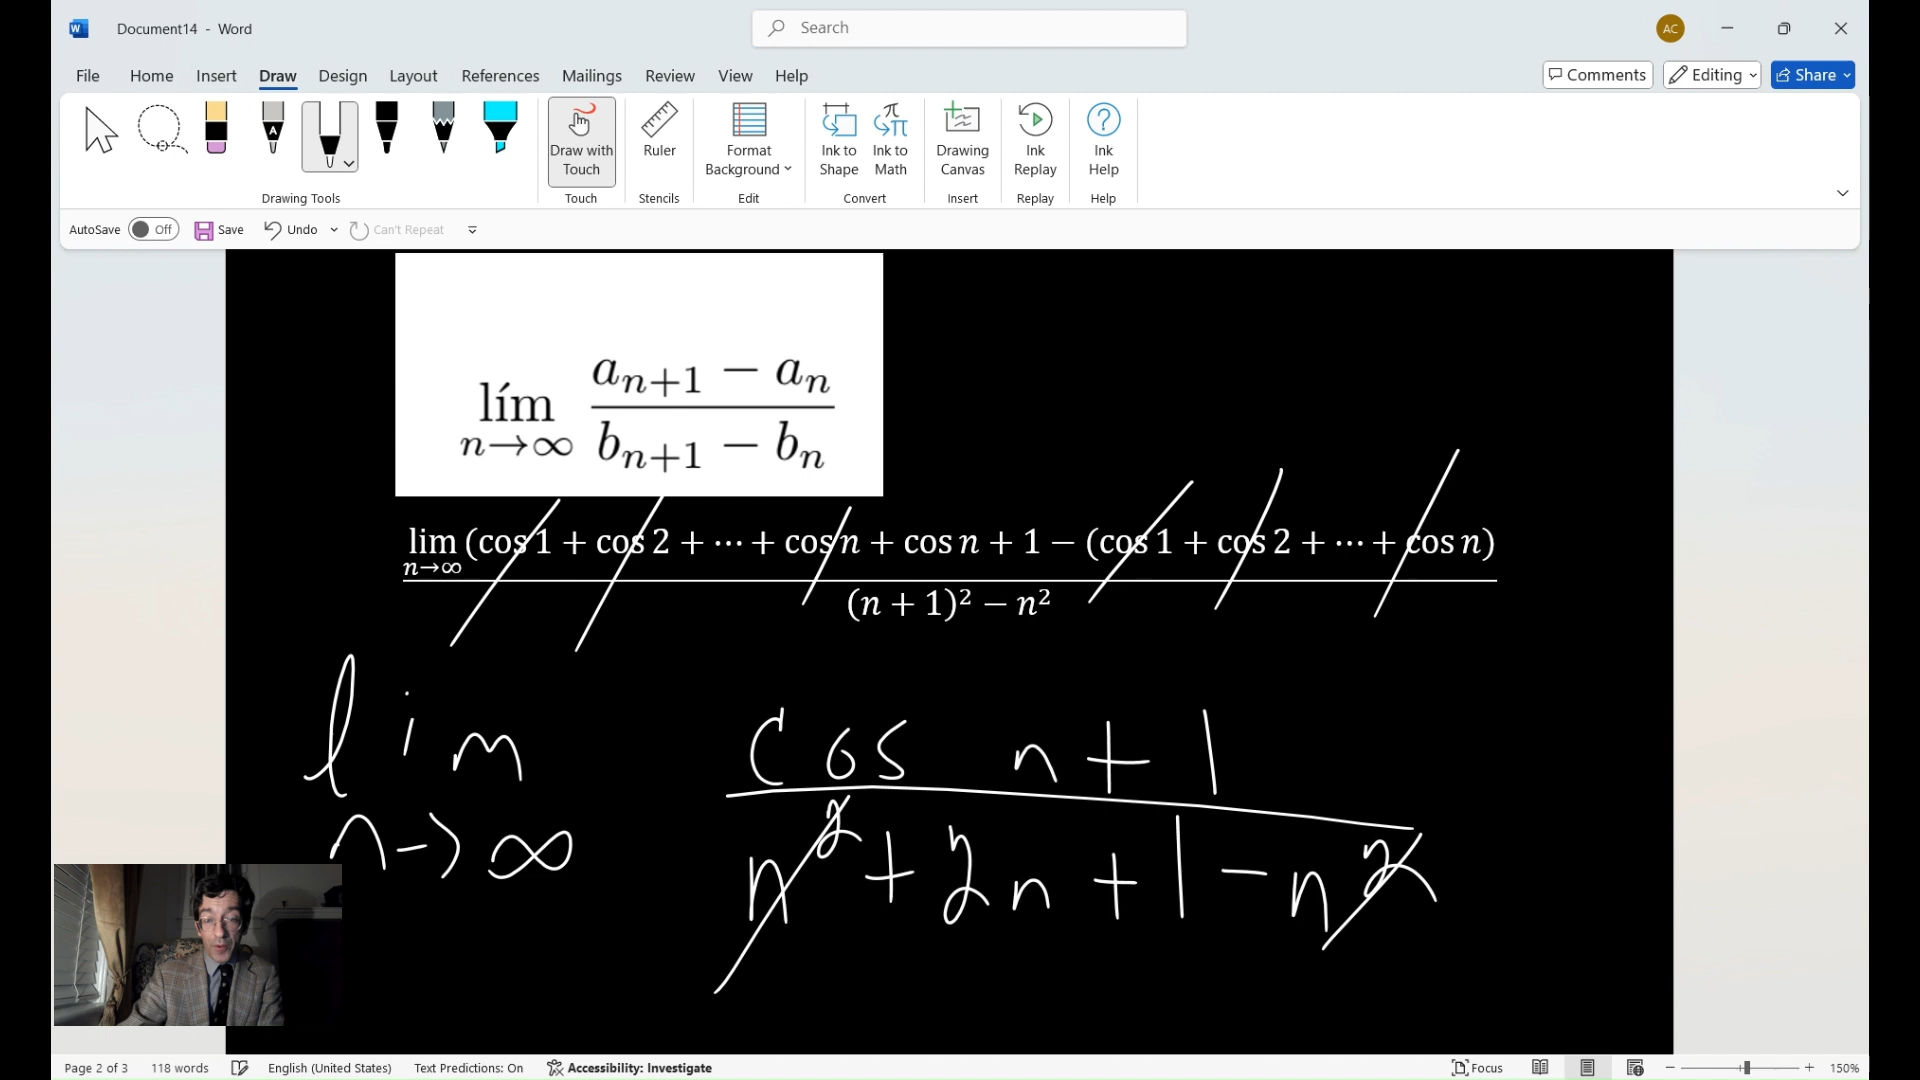 Document14 - Word
Search
AC
File Home Insert Draw Design Layout References Mailings Review View Help
Comments Editing Share
A
Draw with Touch
Ruler
Format Background
Ink to Shape
Ink to Math
Drawing Canvas
Ink Replay
Ink Help
Drawing Tools Touch Stencils Edit Convert Insert Replay Help
AutoSave Off Save Undo Can't Repeat
a_{n+1} − a_n
lím
n→∞ b_{n+1} − b_n
lim (cos 1 + cos 2 + ⋯ + cos n + cos n + 1 − (cos 1 + cos 2 + ⋯ + cos n)
n→∞
(n + 1)² − n²
lim cos n+1
n→∞ n² + 2n + 1 − n²
Page 2 of 3 118 words English (United States) Text Predictions: On Accessibility: Investigate Focus − + 150%